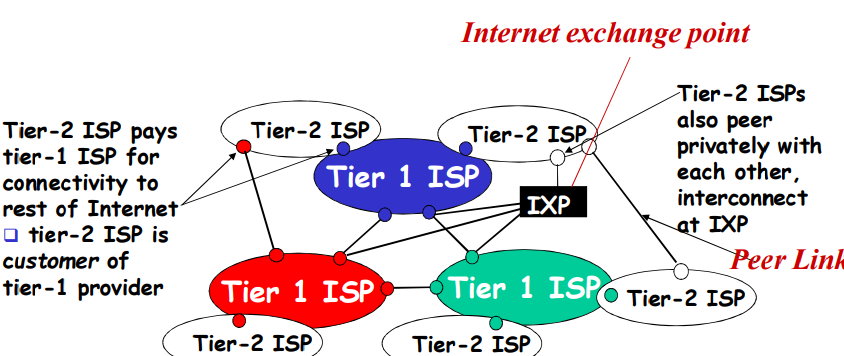 Internet exchange point
Tier-2 ISP pays
tier-1 ISP for
connectivity to
rest of Internet
❑ tier-2 ISP is
customer of
tier-1 provider
Tier-2 ISP
Tier-2 ISP
Tier-2 ISPs
also peer
privately with
each other,
interconnect
at IXP
Tier 1 ISP
IXP
Peer Link
Tier 1 ISP
Tier 1 ISP
Tier-2 ISP
Tier-2 ISP
Tier-2 ISP